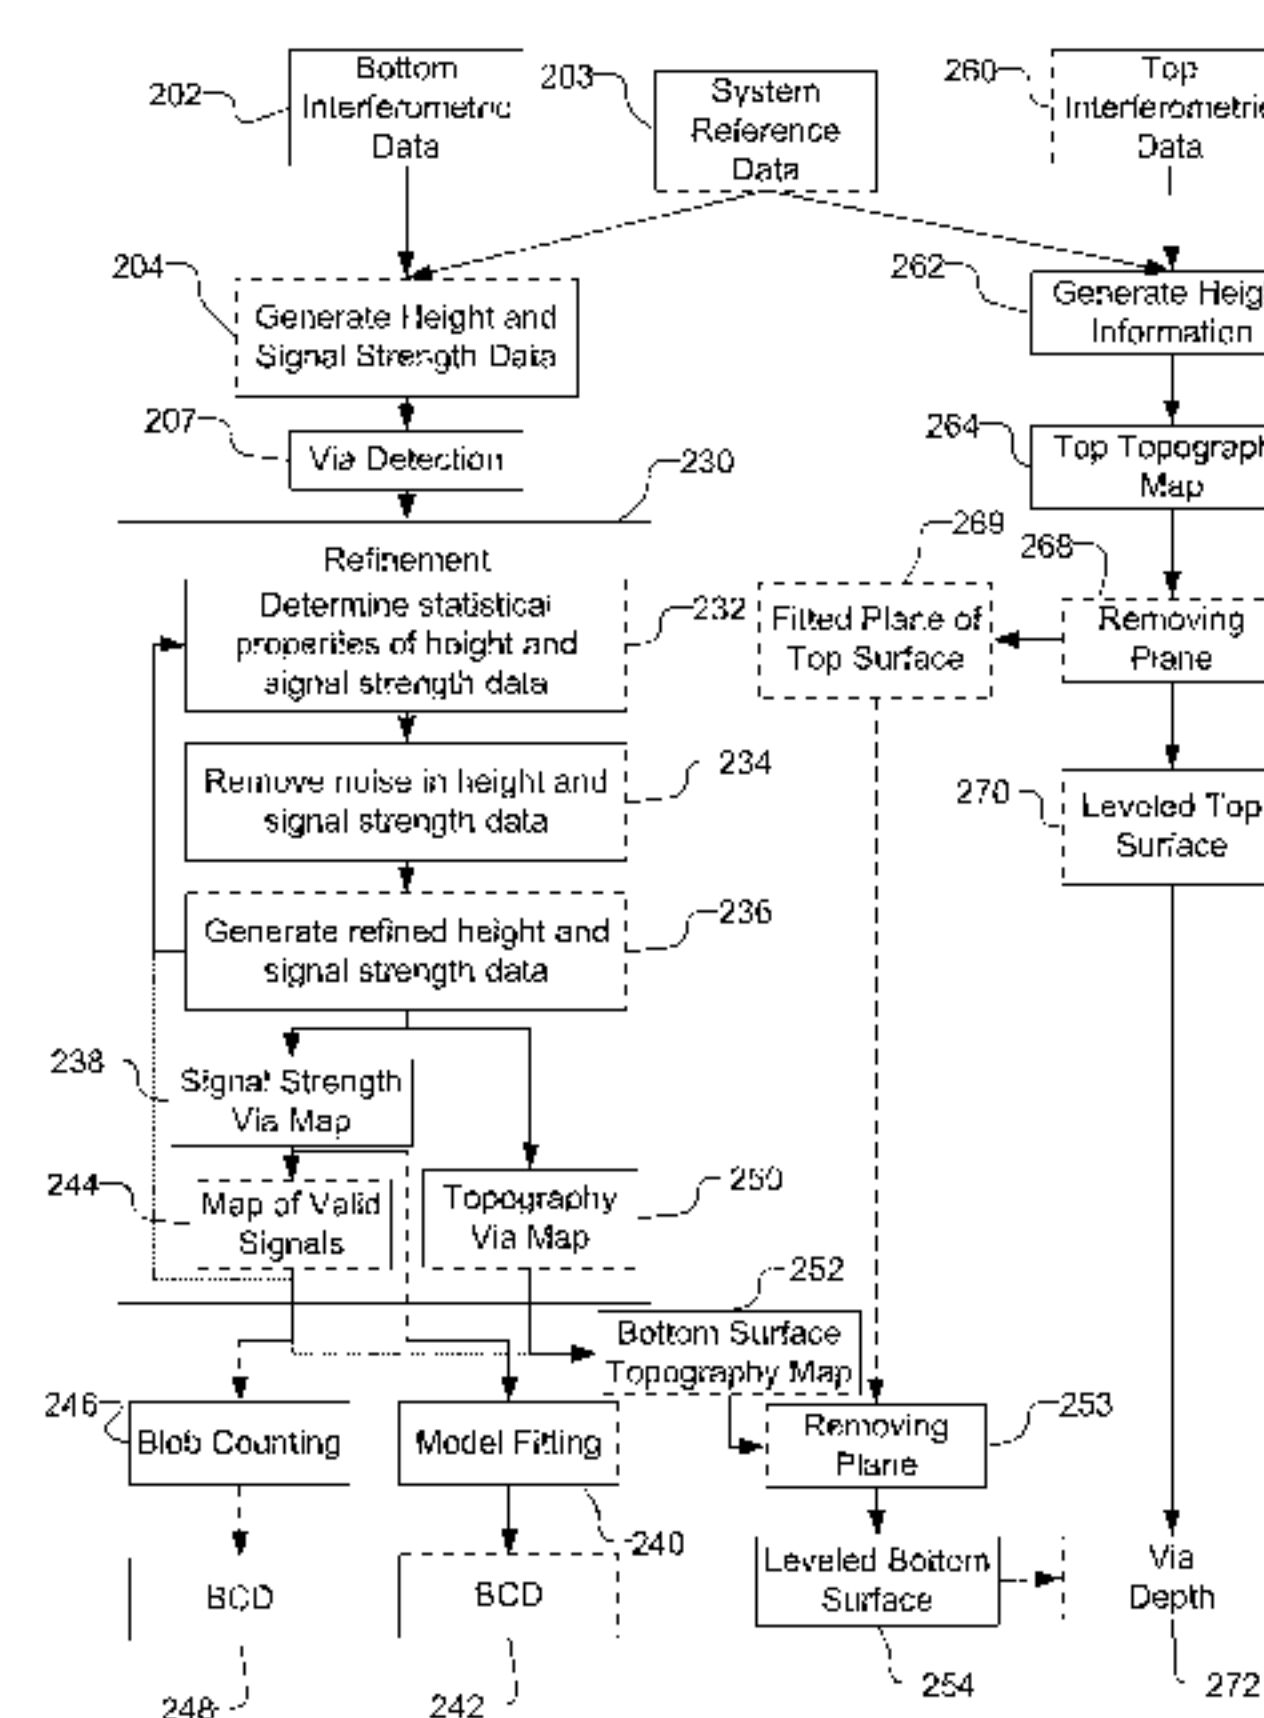 202
Bottom
Interferometric
Data
203
System
Reference
Data
260
Top
Interferometric
Data
204
Generate Height and
Signal Strength Data
262
Generate Heig
Information
207
Via Detection
264
Top Topograph
Map
230
Refinement
269
268
Determine statistical
properties of height and
signal strength data
232
Fitted Plane of
Top Surface
Removing
Plane
Remove noise in height and
signal strength data
234
270
Leveled Top
Surface
Generate refined height and
signal strength data
236
238
Signal Strength
Via Map
244
Map of Valid
Signals
Topography
Via Map
250
252
Bottom Surface
Topography Map
246
Blob Counting
Model Fitting
Removing
Plane
253
240
BCD
BCD
Leveled Bottom
Surface
Via
Depth
248
242
254
272